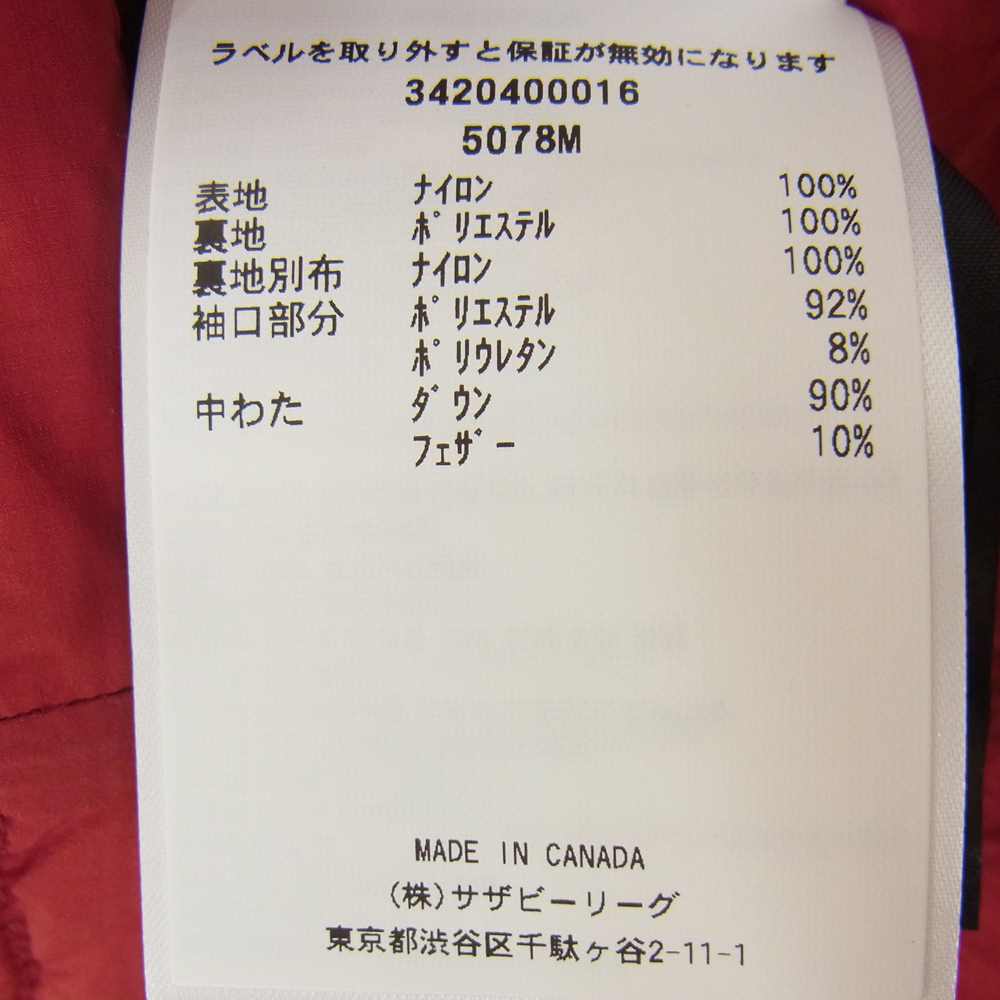 ラベルを取り外すと保証が無効になります
3420400016
5078M
表地 ナイロン 100%
裏地 ポリエステル 100%
裏地別布 ナイロン 100%
袖口部分 ポリエステル 92%
ポリウレタン 8%
中わた ダウン 90%
フェザー 10%
MADE IN CANADA
(株)サザビーリーグ
東京都渋谷区千駄ヶ谷2-11-1